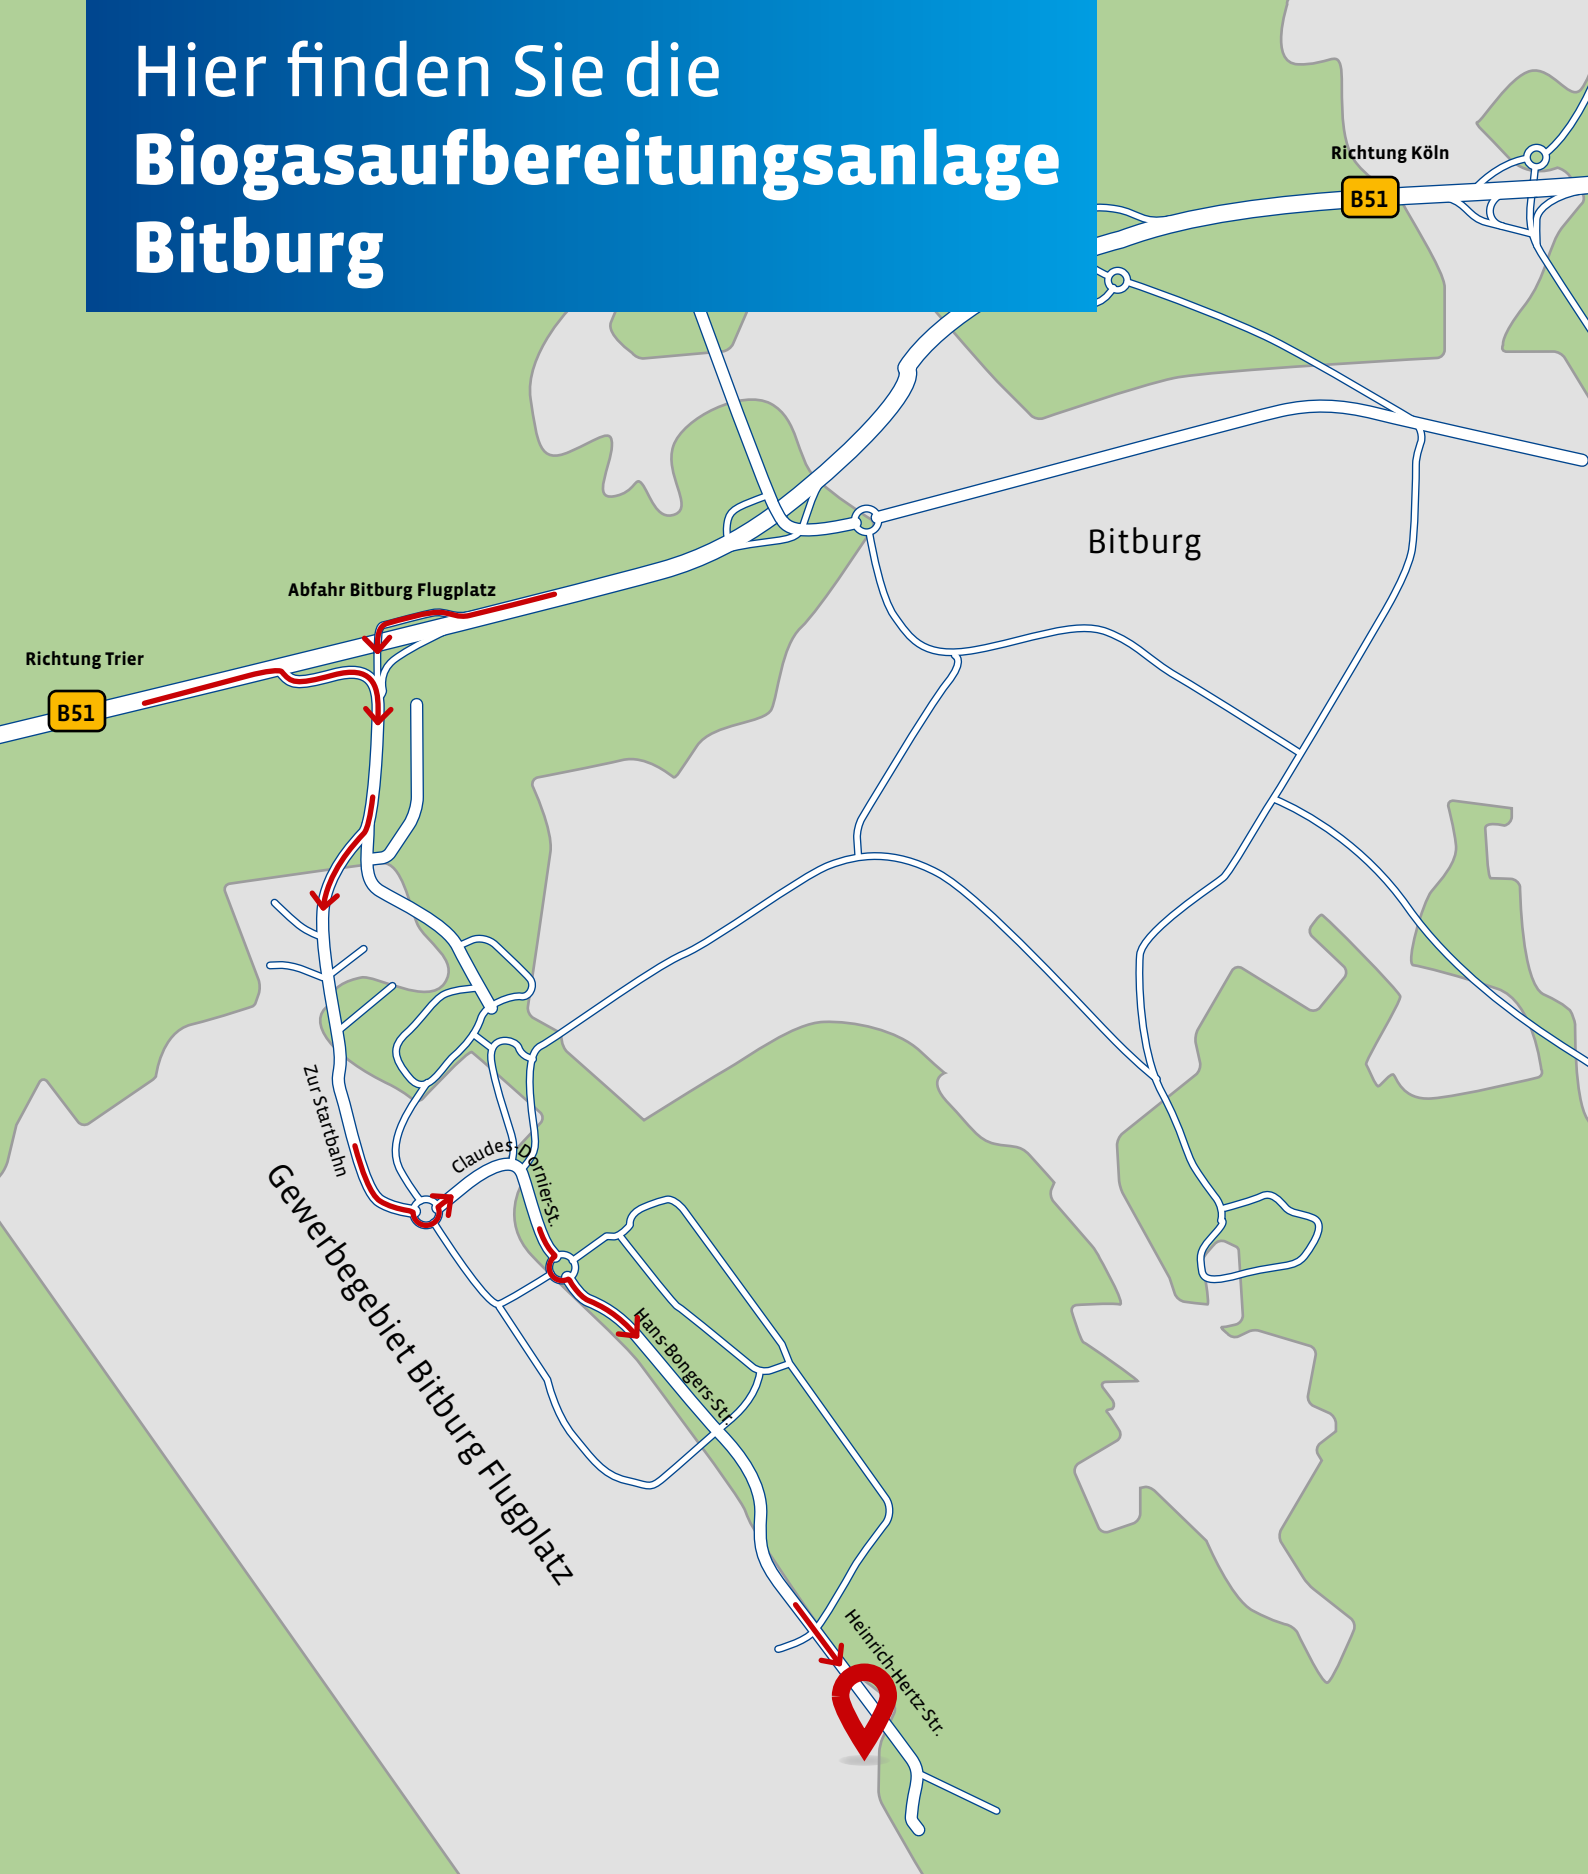 Hier finden Sie die
Biogasaufbereitungsanlage
Bitburg
Richtung Köln
B51
Bitburg
Abfahr Bitburg Flugplatz
Richtung Trier
B51
Zur Startbahn
Claudes-Dornier-St.
Gewerbegebiet Bitburg Flugplatz
Hans-Bongers-Str.
Heinrich-Hertz-Str.